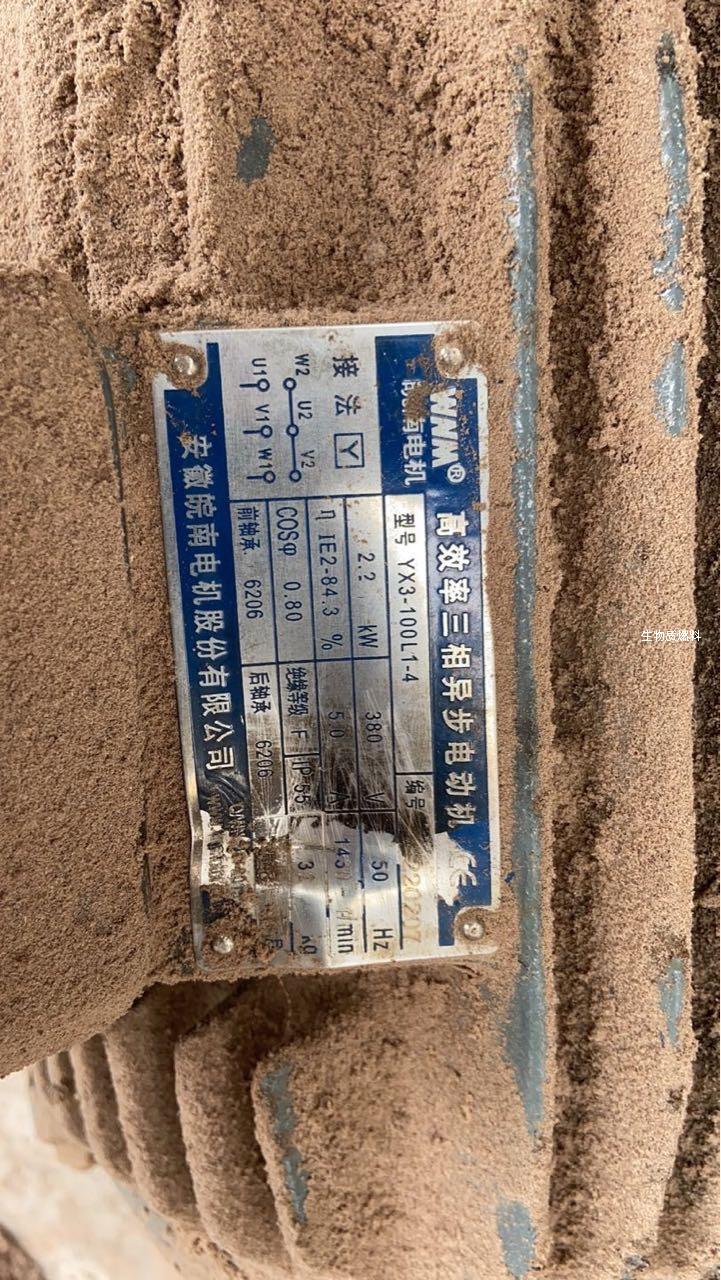 WNM®
皖南电机
高效率三相异步电动机
CE
型号 YX3-100L1-4
编号
2.2 kW
380 V
50 Hz
η IE2-84.3 %
5.0 A
r/min
COSφ 0.80
绝缘等级 F
IP 55
kg
前轴承 6206
后轴承 6206
接法 Y
W2 U2 V2
U1 V1 W1
安徽皖南电机股份有限公司
生物质燃料